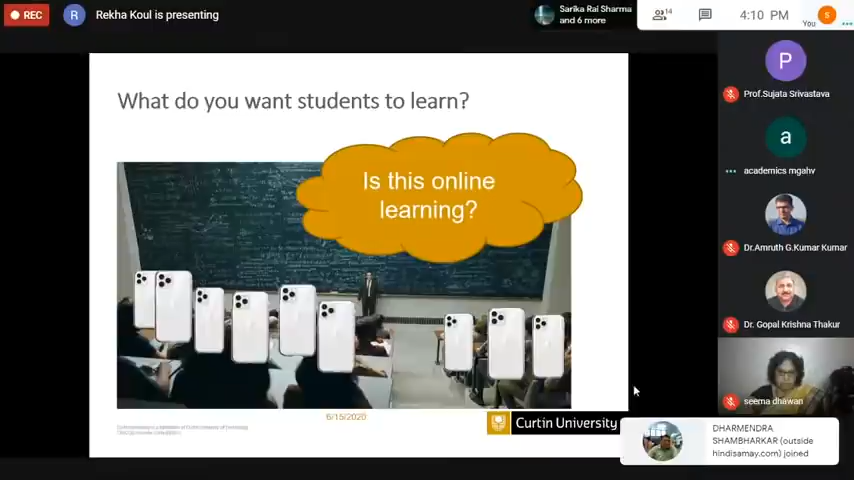 REC
R
Rekha Koul is presenting
Sarika Rai Sharma
and 6 more
14
4:10 PM
S
You
What do you want students to learn?
Is this online
learning?
6/15/2020
Curtin University
P
Prof.Sujata Srivastava
a
academics mgahv
Dr.Amruth G.Kumar Kumar
Dr. Gopal Krishna Thakur
seema dhawan
DHARMENDRA
SHAMBHARKAR (outside
hindisamay.com) joined